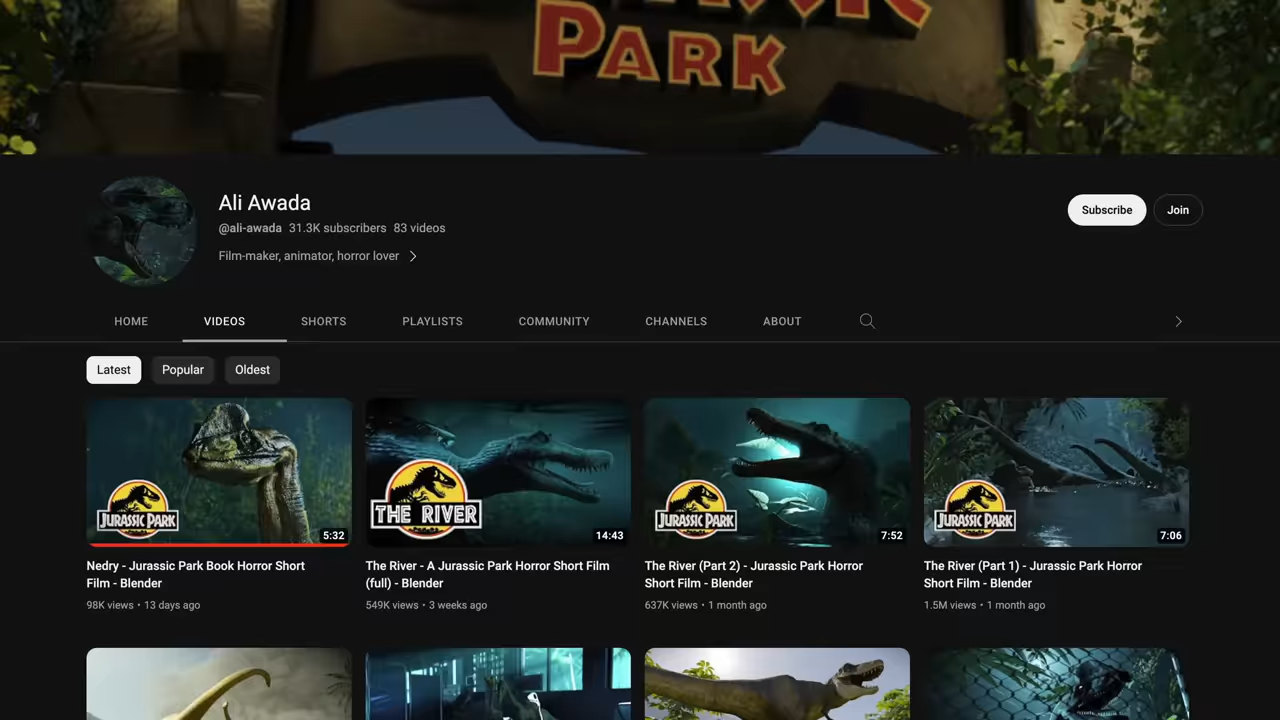 PARK
Ali Awada
@ali-awada 31.3K subscribers 83 videos
Film-maker, animator, horror lover
Subscribe
Join
HOME
VIDEOS
SHORTS
PLAYLISTS
COMMUNITY
CHANNELS
ABOUT
Latest
Popular
Oldest
JURASSIC PARK
5:32
THE RIVER
14:43
JURASSIC PARK
7:52
JURASSIC PARK
7:06
Nedry - Jurassic Park Book Horror Short
Film - Blender
98K views • 13 days ago
The River - A Jurassic Park Horror Short Film
(full) - Blender
549K views • 3 weeks ago
The River (Part 2) - Jurassic Park Horror
Short Film - Blender
637K views • 1 month ago
The River (Part 1) - Jurassic Park Horror
Short Film - Blender
1.5M views • 1 month ago